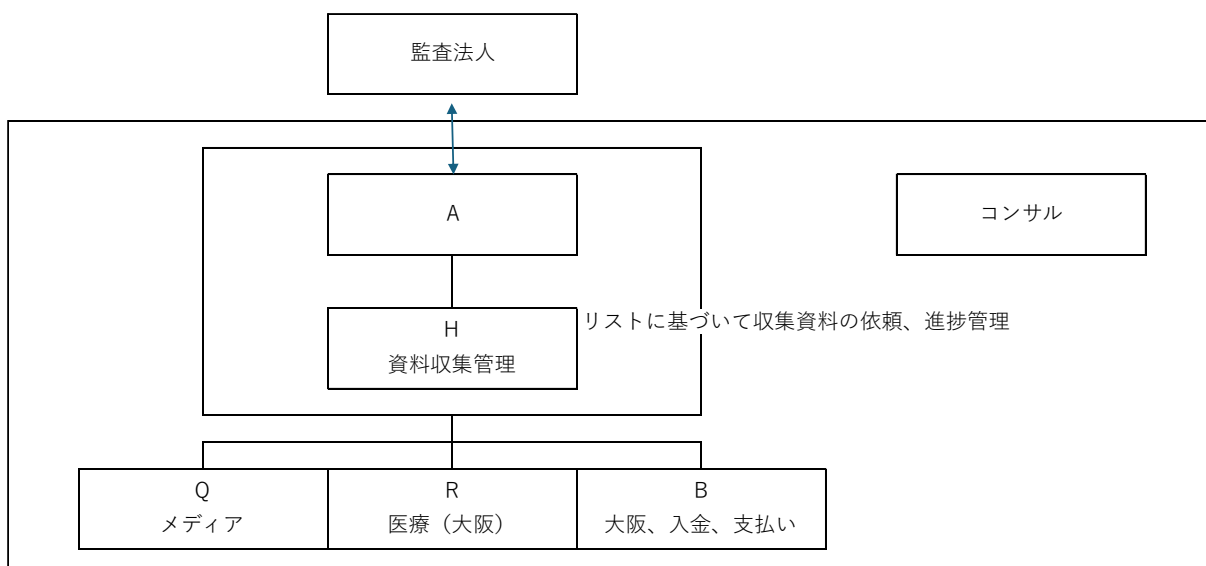 監査法人
A
コンサル
H
資料収集管理
リストに基づいて収集資料の依頼、進捗管理
Q
メディア
R
医療（大阪）
B
大阪、入金、支払い